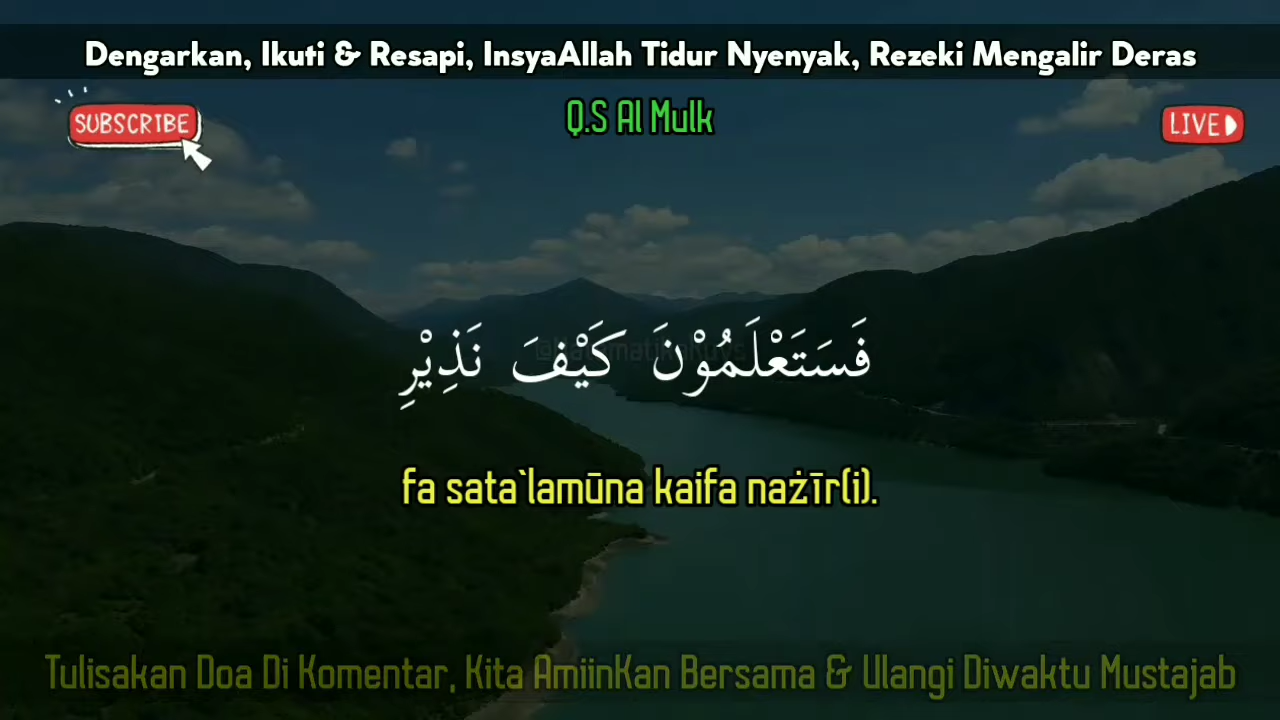 Dengarkan, Ikuti & Resapi, InsyaAllah Tidur Nyenyak, Rezeki Mengalir Deras
SUBSCRIBE
Q.S Al Mulk
LIVE
فَسَتَعْلَمُوْنَ كَيْفَ نَذِيْرِ
fa sata`lamūna kaifa nażīr(i).
Tulisakan Doa Di Komentar, Kita AmiinKan Bersama & Ulangi Diwaktu Mustajab